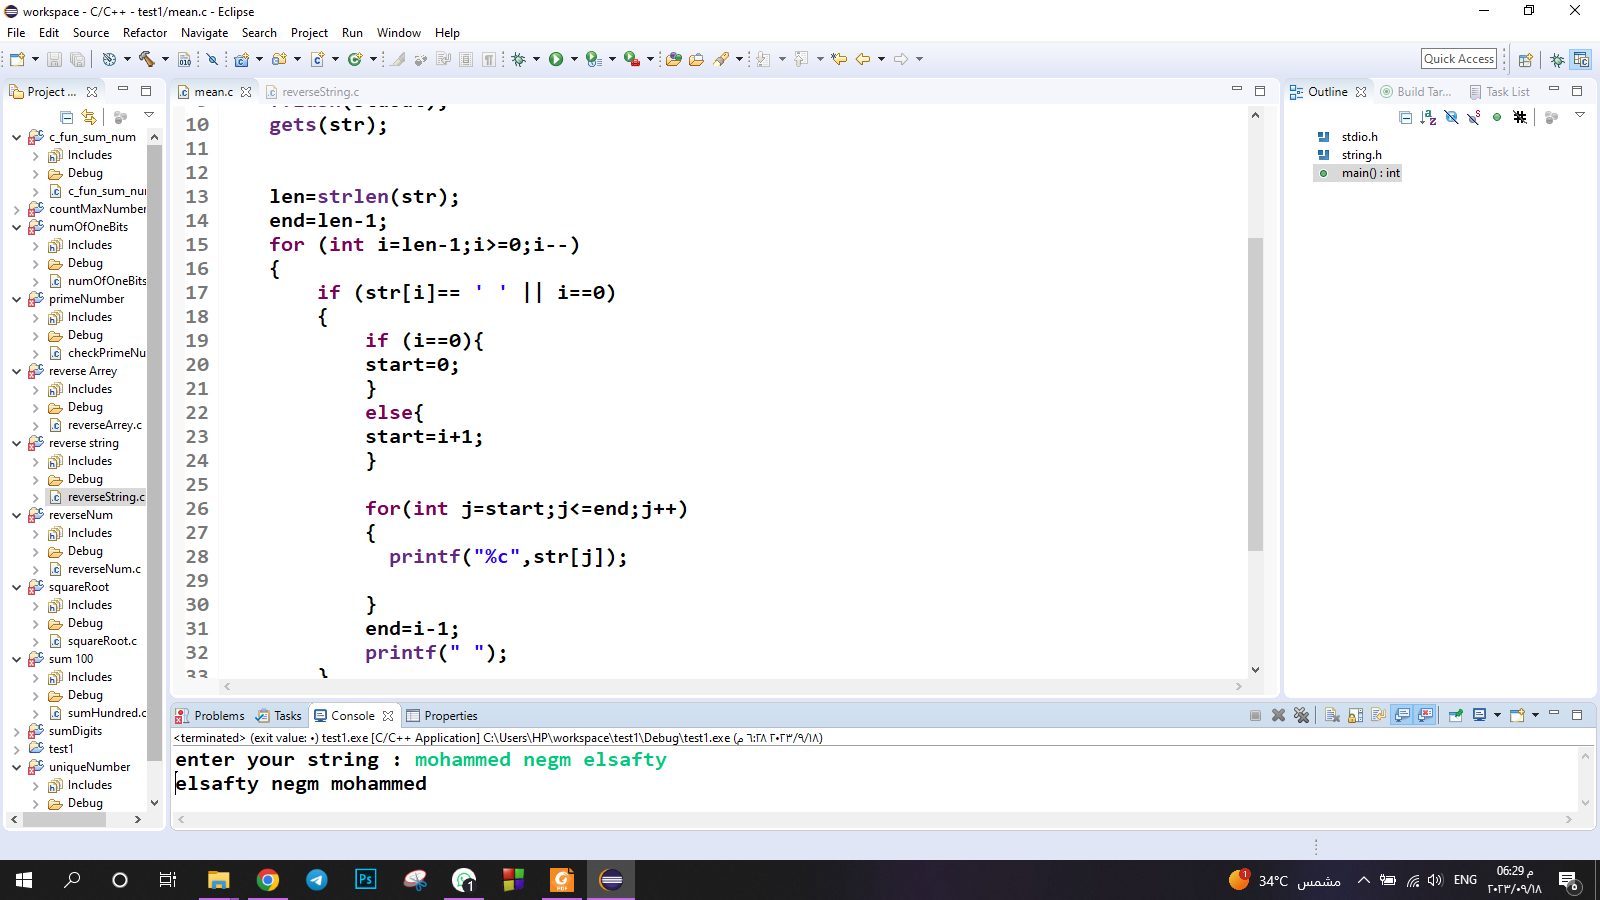 workspace - C/C++ - test1/mean.c - Eclipse
File Edit Source Refactor Navigate Search Project Run Window Help
Quick Access
Project ...
c_fun_sum_num
Includes
Debug
c_fun_sum_nu
countMaxNumber
numOfOneBits
Includes
Debug
numOfOneBits
primeNumber
Includes
Debug
checkPrimeNu
reverse Array
Includes
Debug
reverseArrey.c
reverse string
Includes
Debug
reverseString.c
reverseNum
Includes
Debug
reverseNum.c
squareRoot
Includes
Debug
squareRoot.c
sum 100
Includes
Debug
sumHundred.c
sumDigits
test1
uniqueNumber
Includes
Debug
mean.c reverseString.c
10 gets(str);
11
12
13 len=strlen(str);
14 end=len-1;
15 for (int i=len-1;i>=0;i--)
16 {
17 if (str[i]== ' ' || i==0)
18 {
19 if (i==0){
20 start=0;
21 }
22 else{
23 start=i+1;
24 }
25
26 for(int j=start;j<=end;j++)
27 {
28 printf("%c",str[j]);
29
30 }
31 end=i-1;
32 printf(" ");
33 }
Outline Build Tar... Task List
stdio.h
string.h
main() : int
Problems Tasks Console Properties
<terminated> (exit value: ٠) test1.exe [C/C++ Application] C:\Users\HP\workspace\test1\Debug\test1.exe (٢٠٢٣/٩/١٨ ٦:٢٨ م)
enter your string : mohammed negm elsafty
elsafty negm mohammed
34°C مشمس
ENG
06:29 م
٢٠٢٣/٠٩/١٨